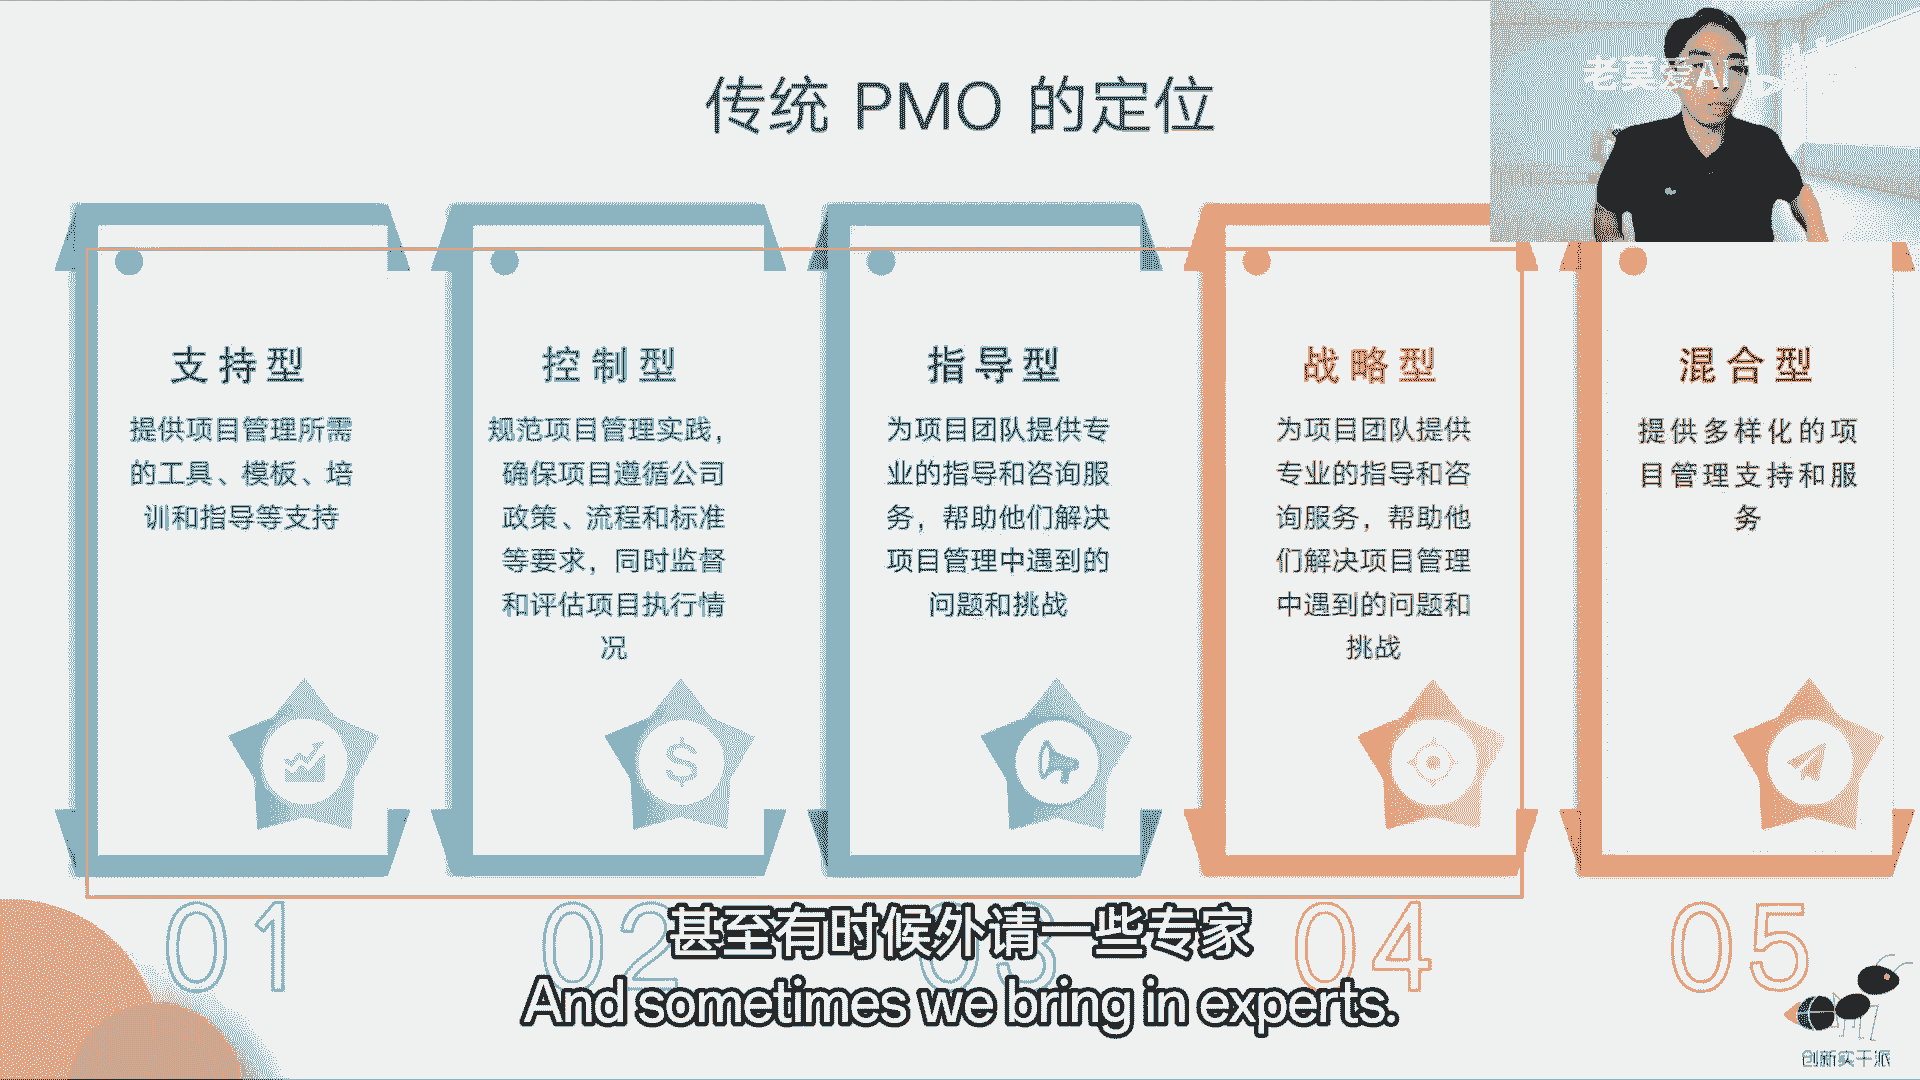 传统 PMO 的定位
老莫爱AI
支持型
提供项目管理所需
的工具、模板、培
训和指导等支持
控制型
规范项目管理实践，
确保项目遵循公司
政策、流程和标准
等要求，同时监督
和评估项目执行情
况
指导型
为项目团队提供专
业的指导和咨询服
务，帮助他们解决
项目管理中遇到的
问题和挑战
战略型
为项目团队提供
专业的指导和咨
询服务，帮助他
们解决项目管理
中遇到的问题和
挑战
混合型
提供多样化的项
目管理支持和服
务
01
02
03
04
05
甚至有时候外请一些专家
And sometimes we bring in experts.
创新实干派